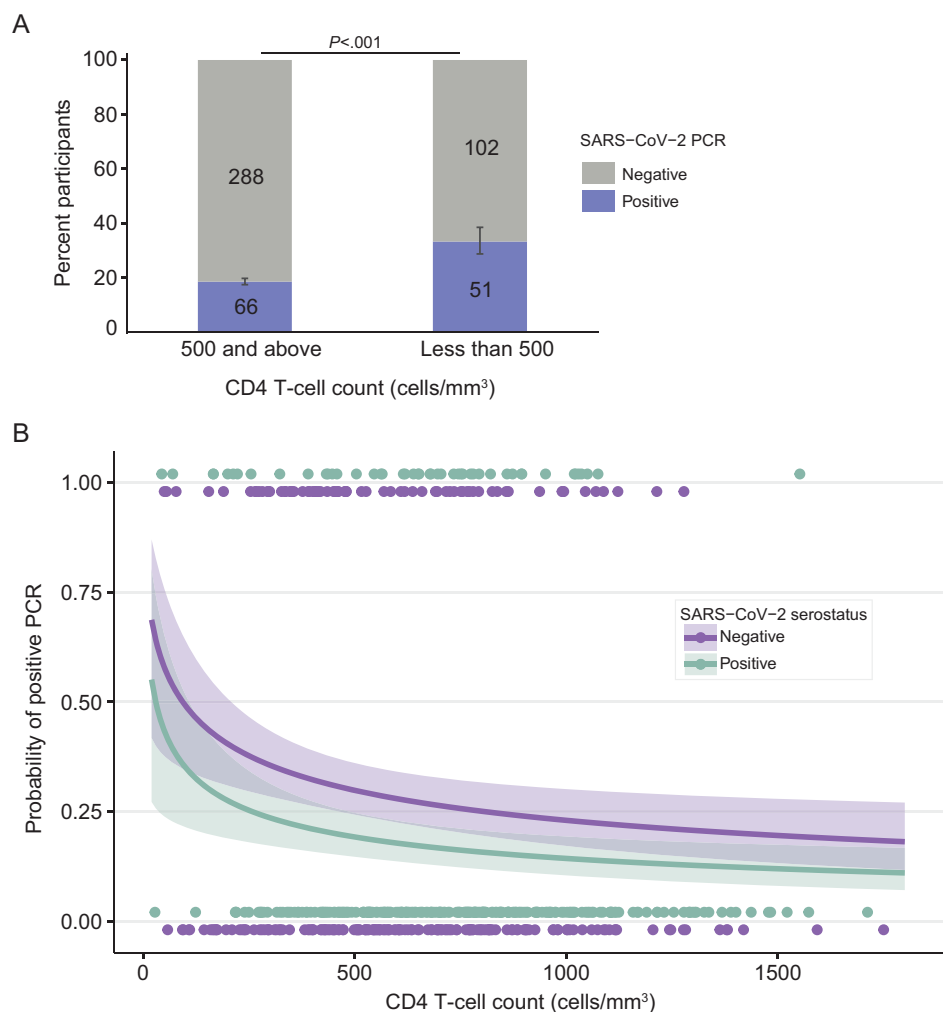 A
P<.001
100
80
60
40
20
0
Percent participants
288
66
102
51
500 and above
Less than 500
CD4 T-cell count (cells/mm³)
SARS−CoV−2 PCR
Negative
Positive
B
1.00
0.75
0.50
0.25
0.00
Probability of positive PCR
SARS−CoV−2 serostatus
Negative
Positive
0
500
1000
1500
CD4 T-cell count (cells/mm³)